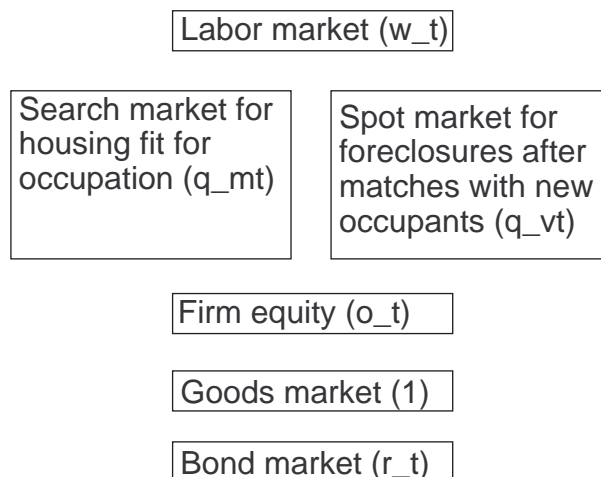 Labor market (w_t)
Search market for
housing fit for
occupation (q_mt)
Spot market for
foreclosures after
matches with new
occupants (q_vt)
Firm equity (o_t)
Goods market (1)
Bond market (r_t)